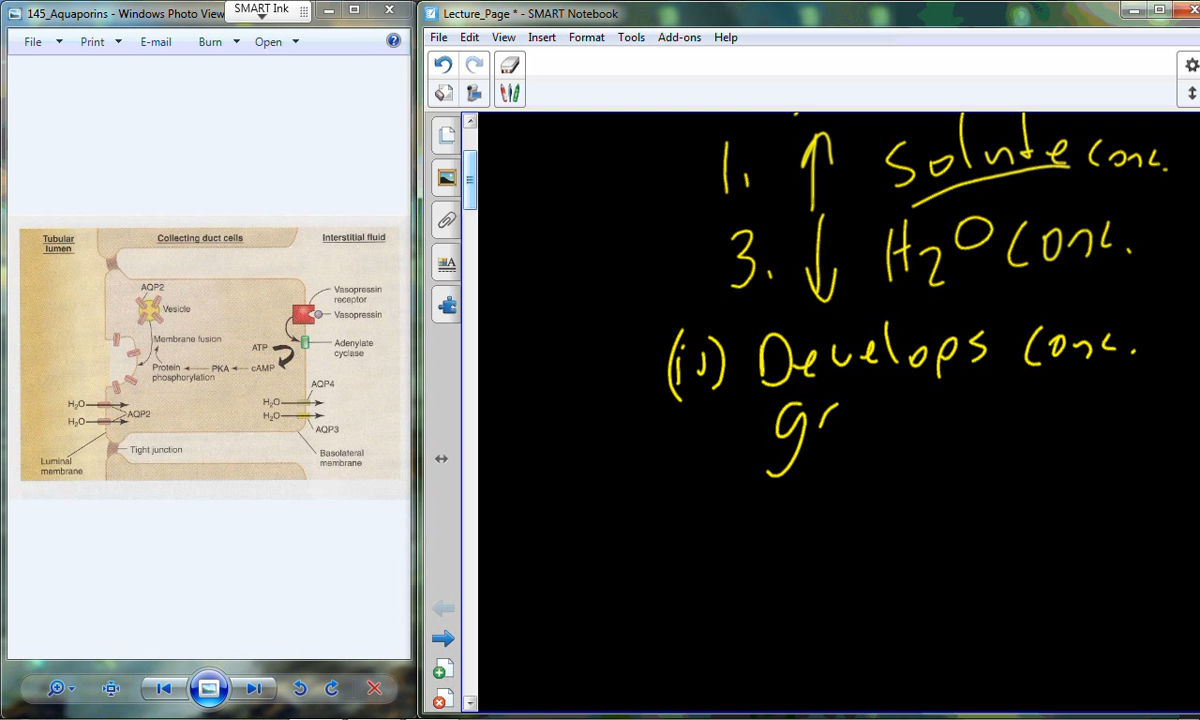 145_Aquaporins - Windows Photo View
SMART Ink
File Print E-mail Burn Open
Tubular lumen
Collecting duct cells
Interstitial fluid
AQP2
Vesicle
Vasopressin receptor
Vasopressin
Membrane fusion
ATP
Adenylate cyclase
Protein phosphorylation
PKA
cAMP
AQP4
H₂O
H₂O
AQP2
H₂O
H₂O
AQP3
Tight junction
Luminal membrane
Basolateral membrane
Lecture_Page * - SMART Notebook
File Edit View Insert Format Tools Add-ons Help
1. ↑ Solute conc.
3. ↓ H2O conc.
Develops conc.
gr